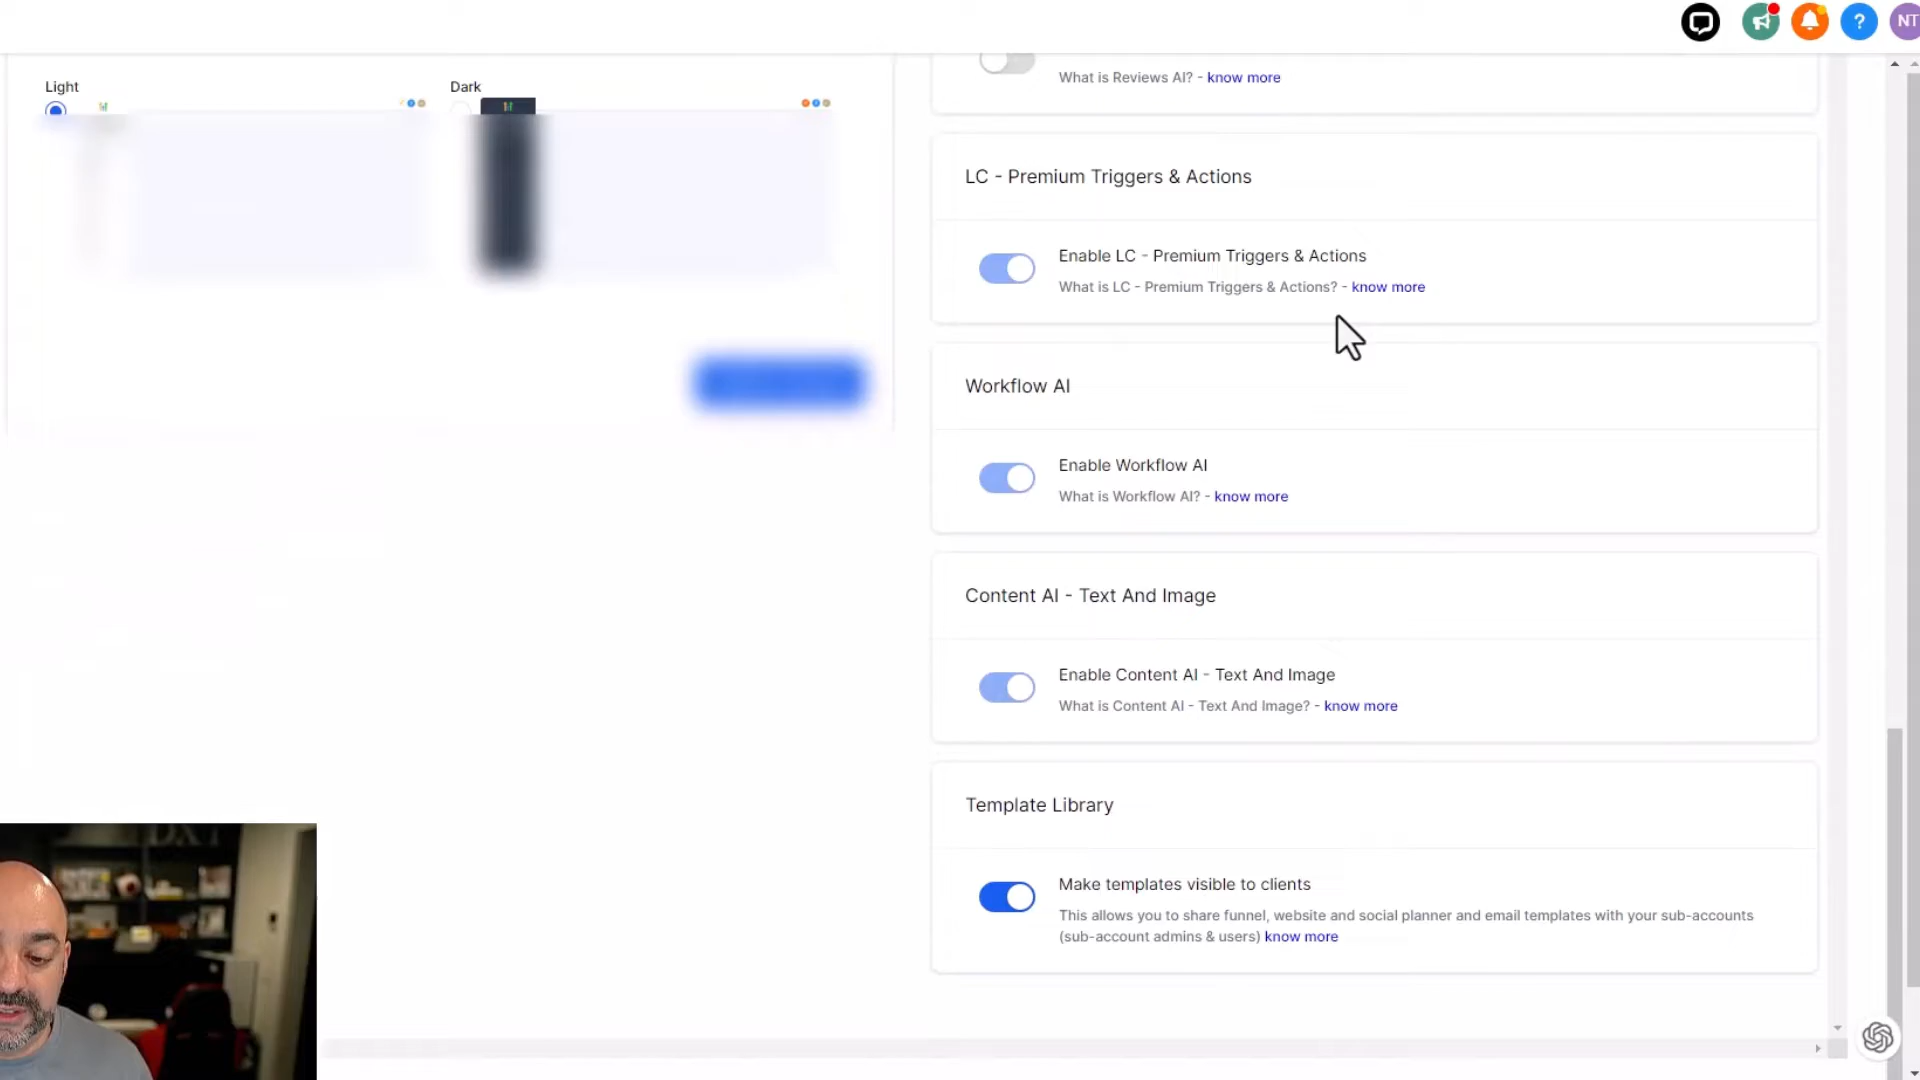 NT
Light
Dark
What is Reviews AI? - know more
LC - Premium Triggers & Actions
Enable LC - Premium Triggers & Actions
What is LC - Premium Triggers & Actions? - know more
Workflow AI
Enable Workflow AI
What is Workflow AI? - know more
Content AI - Text And Image
Enable Content AI - Text And Image
What is Content AI - Text And Image? - know more
Template Library
Make templates visible to clients
This allows you to share funnel, website and social planner and email templates with your sub-accounts
(sub-account admins & users) know more